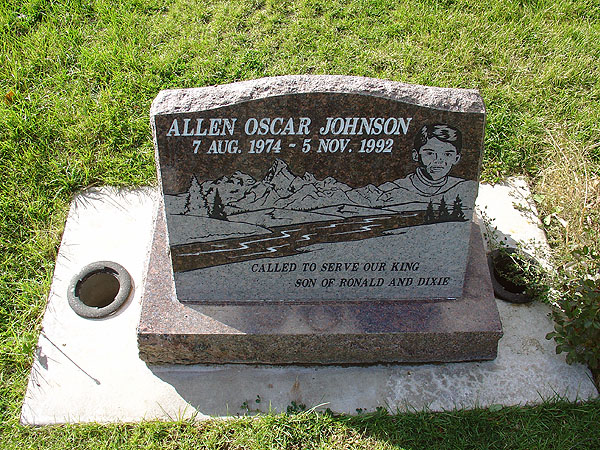 ALLEN OSCAR JOHNSON
7 AUG. 1974 ~ 5 NOV. 1992
CALLED TO SERVE OUR KING
SON OF RONALD AND DIXIE